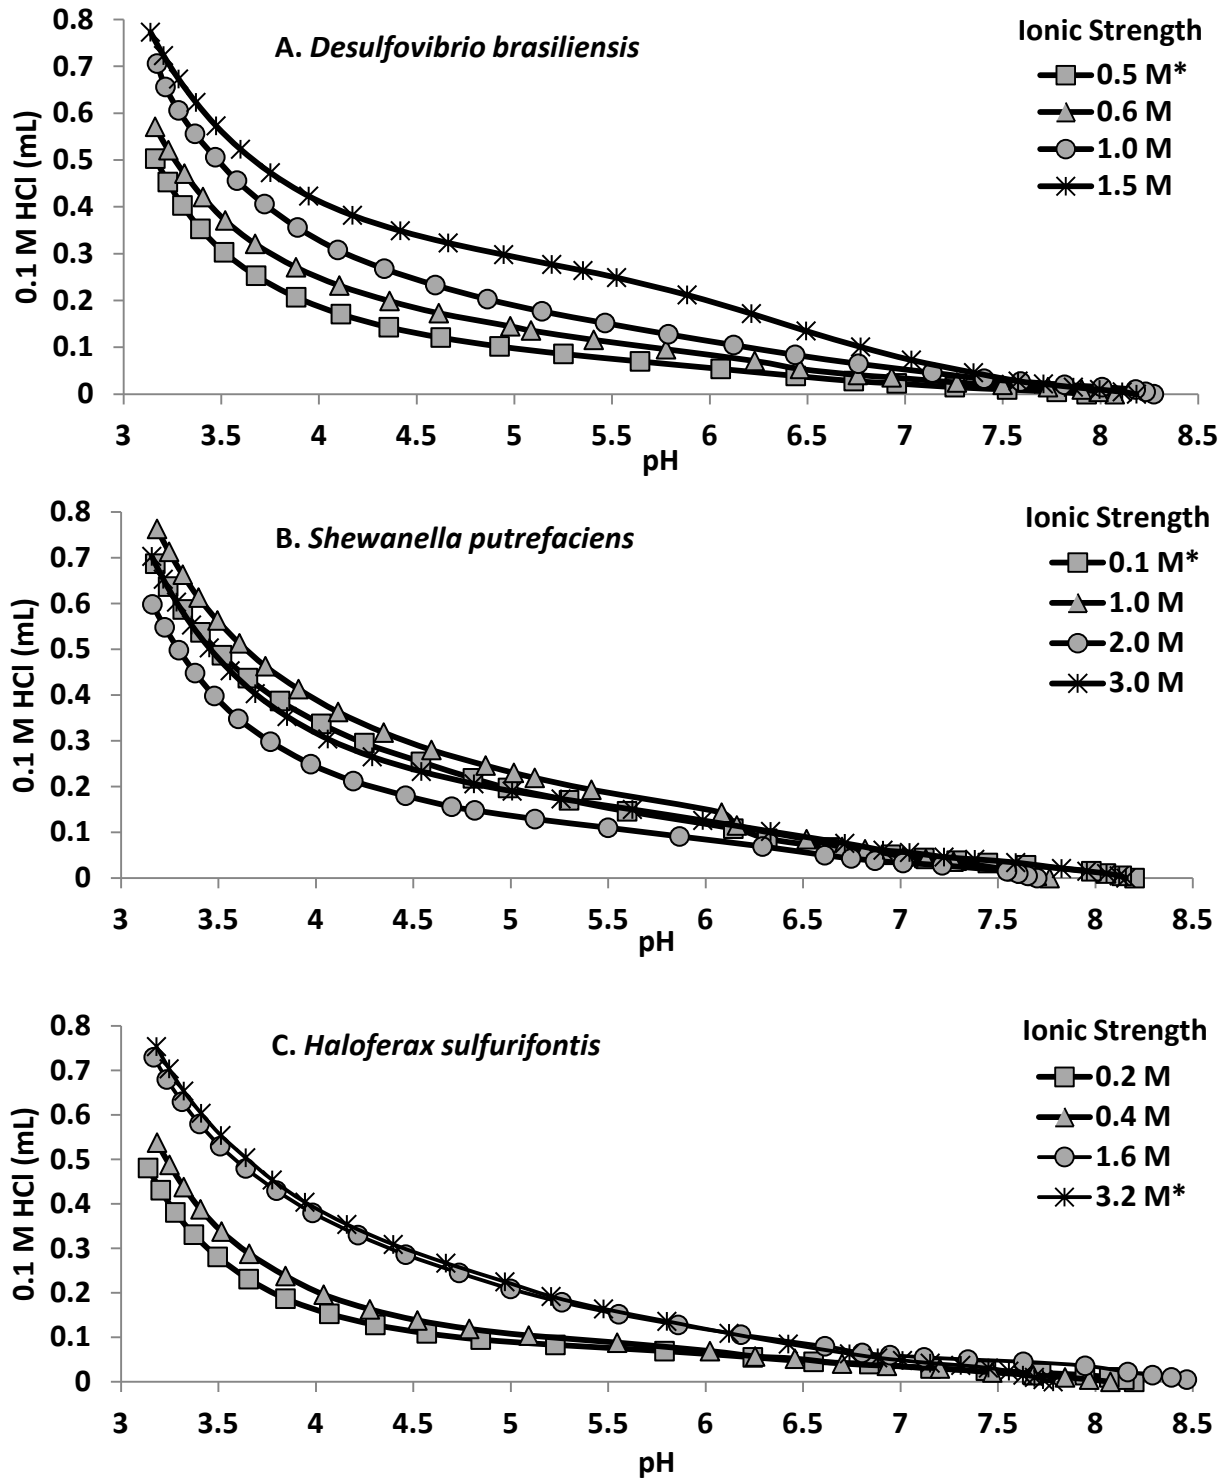 A. Desulfovibrio brasiliensis
Ionic Strength
0.5 M*
0.6 M
1.0 M
1.5 M
0.1 M HCl (mL)
0.8
0.7
0.6
0.5
0.4
0.3
0.2
0.1
0
3 3.5 4 4.5 5 5.5 6 6.5 7 7.5 8 8.5
pH
B. Shewanella putrefaciens
Ionic Strength
0.1 M*
1.0 M
2.0 M
3.0 M
0.1 M HCl (mL)
0.8
0.7
0.6
0.5
0.4
0.3
0.2
0.1
0
3 3.5 4 4.5 5 5.5 6 6.5 7 7.5 8 8.5
pH
C. Haloferax sulfurifontis
Ionic Strength
0.2 M
0.4 M
1.6 M
3.2 M*
0.1 M HCl (mL)
0.8
0.7
0.6
0.5
0.4
0.3
0.2
0.1
0
3 3.5 4 4.5 5 5.5 6 6.5 7 7.5 8 8.5
pH